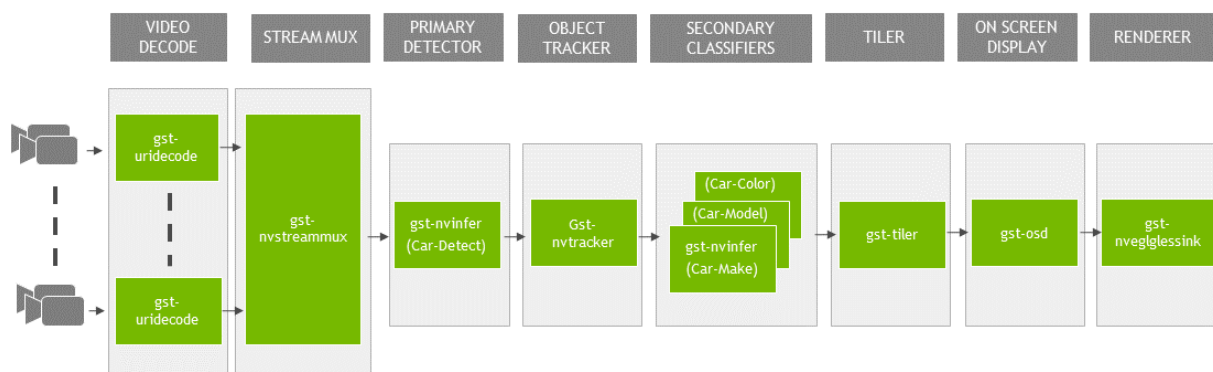 VIDEO
DECODE
STREAM MUX
PRIMARY
DETECTOR
OBJECT
TRACKER
SECONDARY
CLASSIFIERS
TILER
ON SCREEN
DISPLAY
RENDERER
gst-
uridecode
gst-
uridecode
gst-
nvstreammux
gst-nvinfer
(Car-Detect)
Gst-
nvtracker
(Car-Color)
(Car-Model)
gst-nvinfer
(Car-Make)
gst-tiler
gst-osd
gst-
nveglglessink